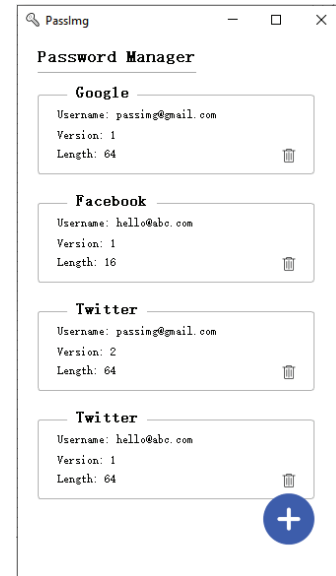 PassImg
Password Manager
Google
Username: passimg@gmail.com
Version: 1
Length: 64
Facebook
Username: hello@abc.com
Version: 1
Length: 16
Twitter
Username: passimg@gmail.com
Version: 2
Length: 64
Twitter
Username: hello@abc.com
Version: 1
Length: 64